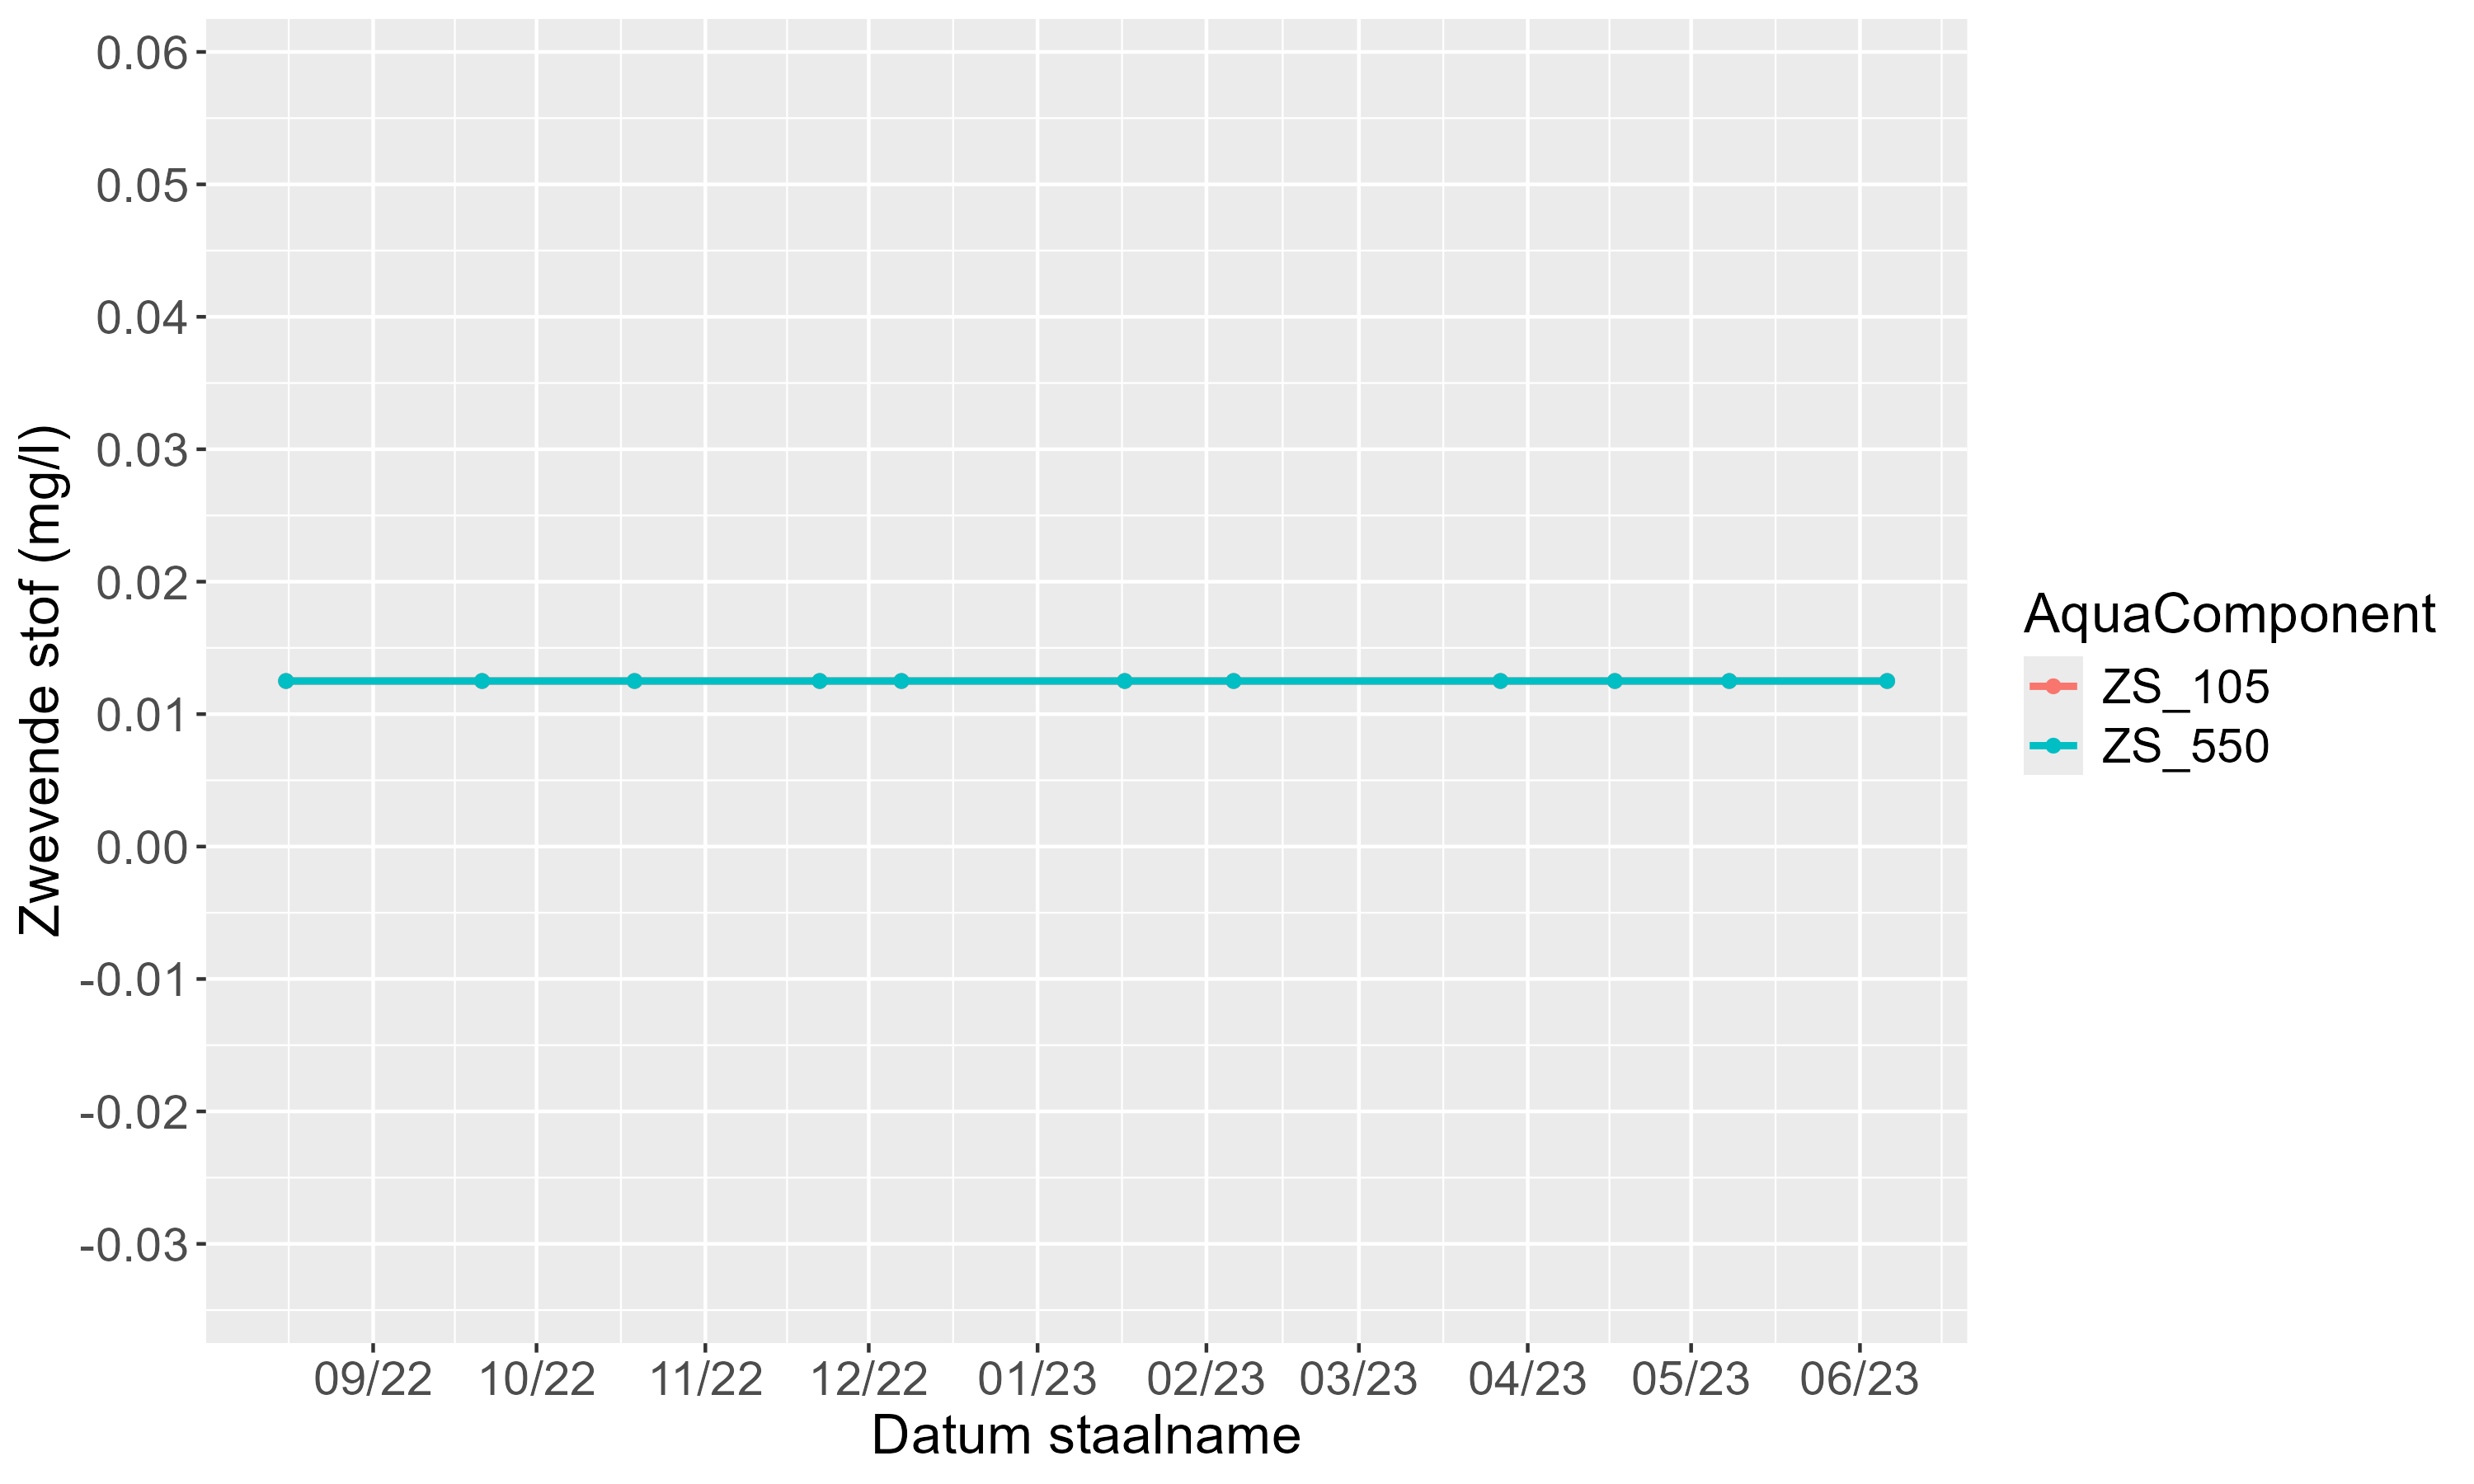 Zwevende stof (mg/l)
0.06
0.05
0.04
0.03
0.02
0.01
0.00
-0.01
-0.02
-0.03
09/22 10/22 11/22 12/22 01/23 02/23 03/23 04/23 05/23 06/23
Datum staalname
AquaComponent
ZS_105
ZS_550